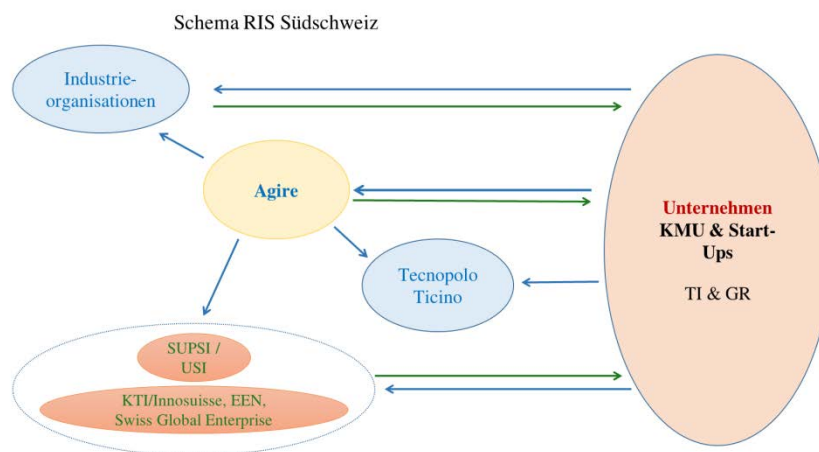 Schema RIS Südschweiz
Industrie-
organisationen
Agire
Unternehmen
KMU & Start-
Ups
TI & GR
Tecnopolo
Ticino
SUPSI /
USI
KTI/Innosuisse, EEN,
Swiss Global Enterprise